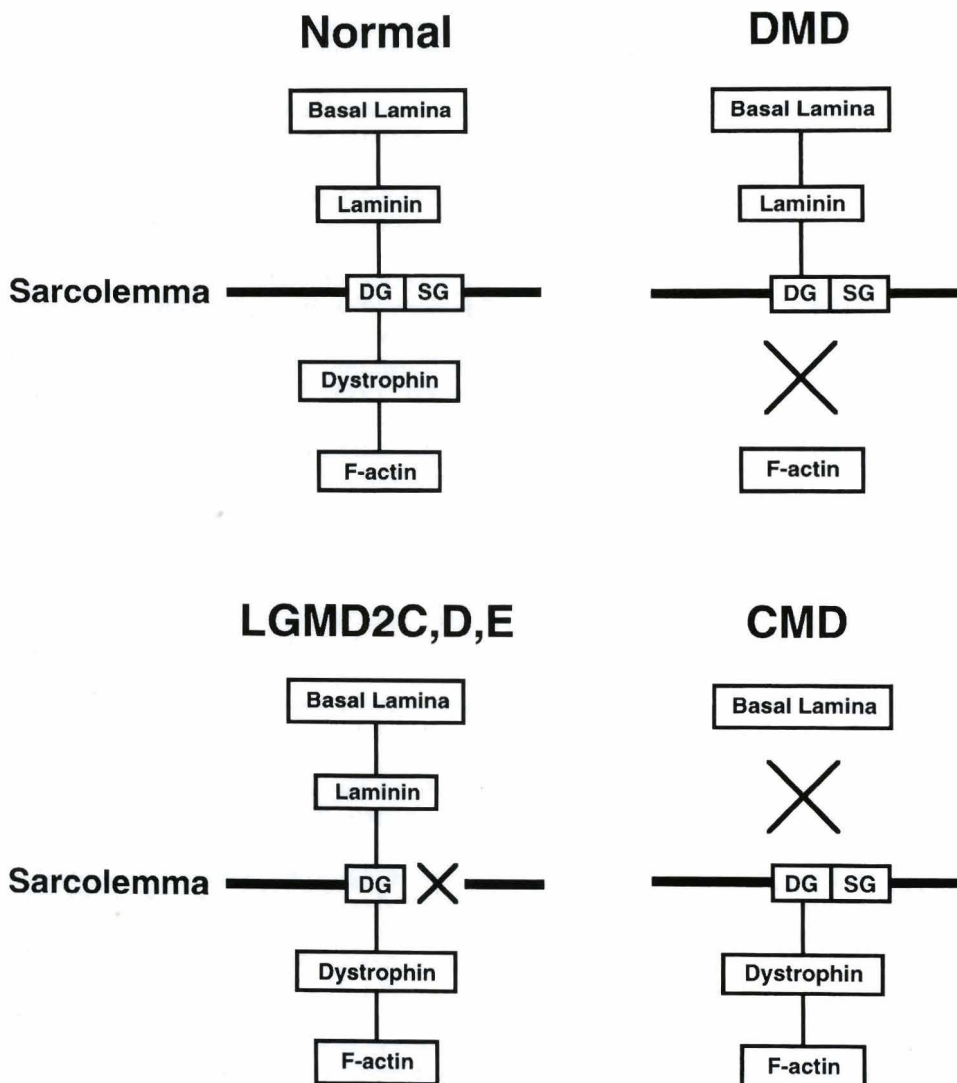 Normal
Basal Lamina
Laminin
Sarcolemma
DG SG
Dystrophin
F-actin
DMD
Basal Lamina
Laminin
DG SG
F-actin
LGMD2C,D,E
Basal Lamina
Laminin
Sarcolemma
DG
Dystrophin
F-actin
CMD
Basal Lamina
DG SG
Dystrophin
F-actin